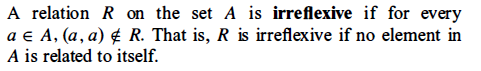 A relation R on the set A is irreflexive if for every
a ∈ A, (a, a) ∉ R. That is, R is irreflexive if no element in
A is related to itself.